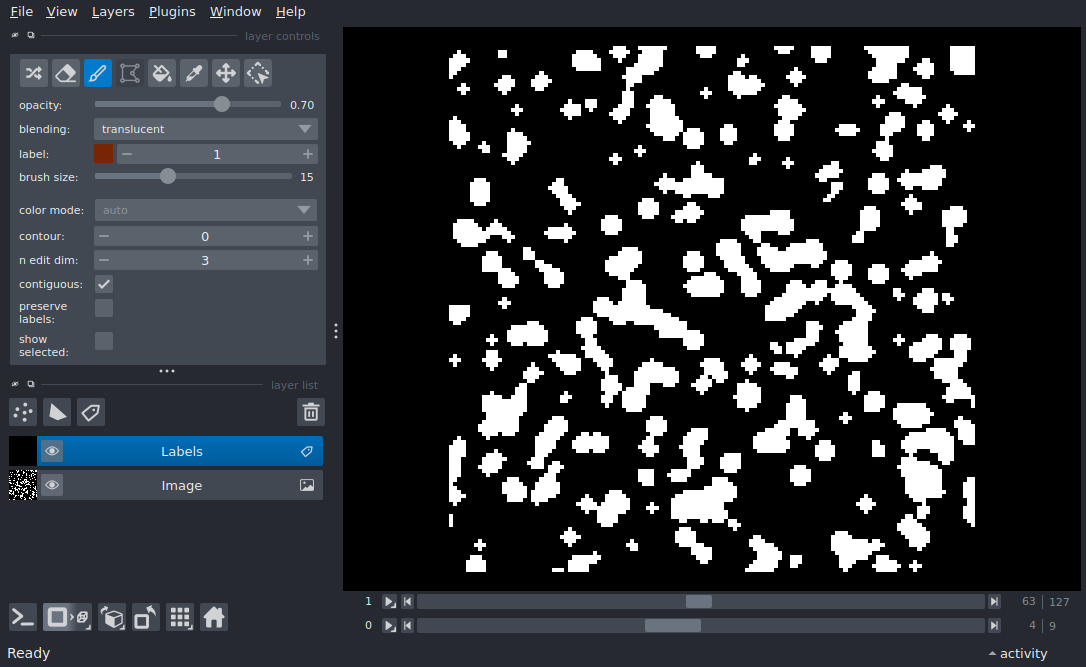 File View Layers Plugins Window Help
layer controls
opacity: 0.70
blending: translucent
label: 1
brush size: 15
color mode: auto
contour: 0
n edit dim: 3
contiguous:
preserve
labels:
show
selected:
layer list
Labels
Image
1 63 127
0 4 9
Ready activity